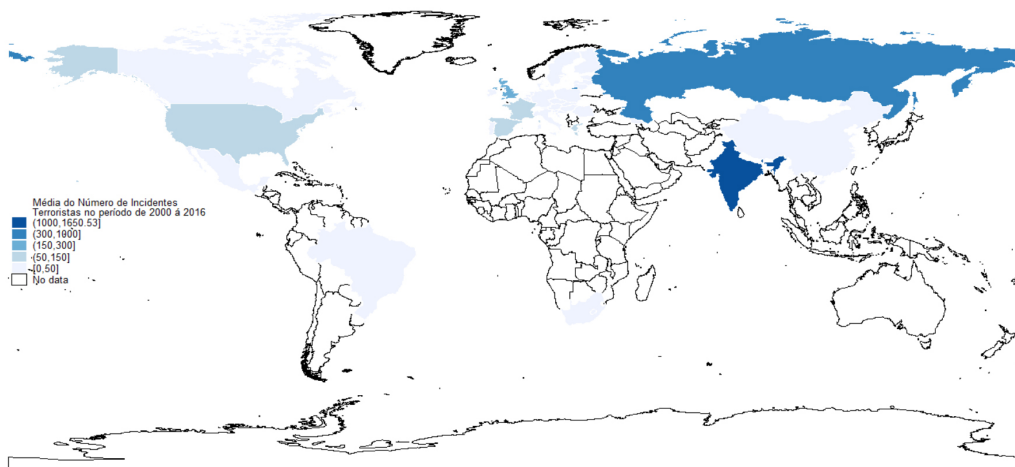 Média do Número de Incidentes
Terroristas no período de 2000 á 2016
(1000,1650.53]
(300,1000]
(150,300]
(50,150]
[0,50]
No data